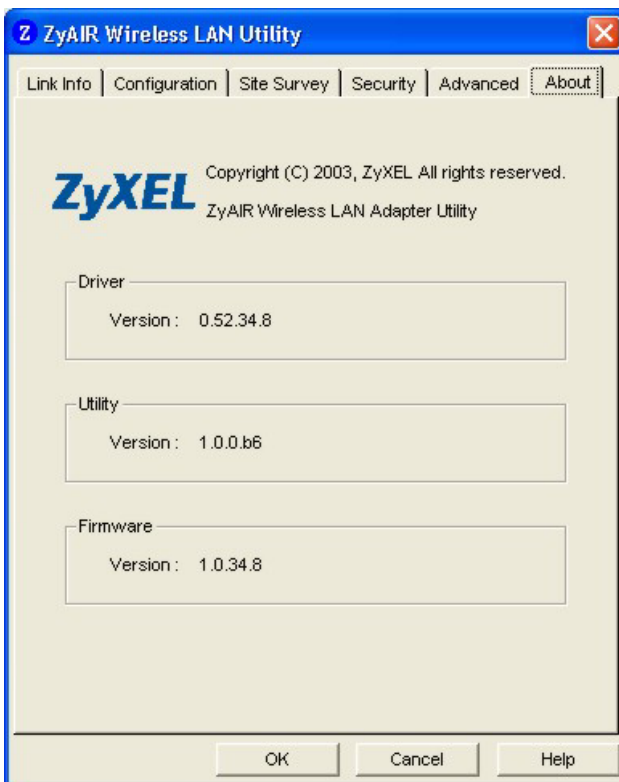 Z ZyAIR Wireless LAN Utility
Link Info Configuration Site Survey Security Advanced About
ZyXEL
Copyright (C) 2003, ZyXEL All rights reserved.
ZyAIR Wireless LAN Adapter Utility
Driver
Version : 0.52.34.8
Utility
Version : 1.0.0.b6
Firmware
Version : 1.0.34.8
OK Cancel Help